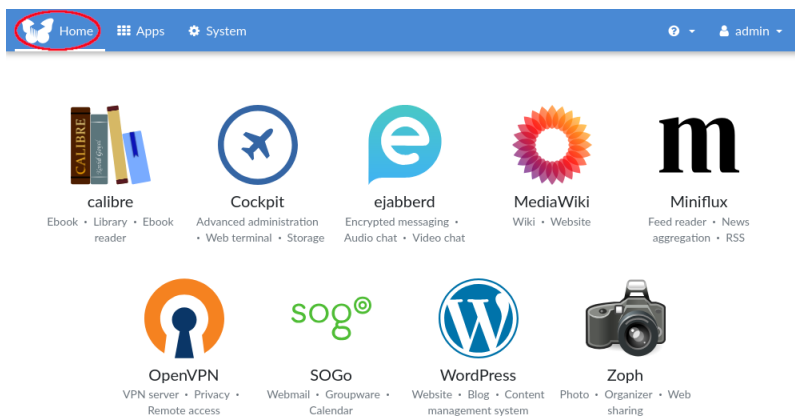 Home Apps System admin
CALIBRE
calibre Cockpit ejabberd MediaWiki Miniflux
Ebook • Library • Ebook Advanced administration Encrypted messaging • Wiki • Website Feed reader • News
reader • Web terminal • Storage Audio chat • Video chat aggregation • RSS
sogo
OpenVPN SOGo WordPress Zoph
VPN server • Privacy • Webmail • Groupware • Website • Blog • Content Photo • Organizer • Web
Remote access Calendar management system sharing